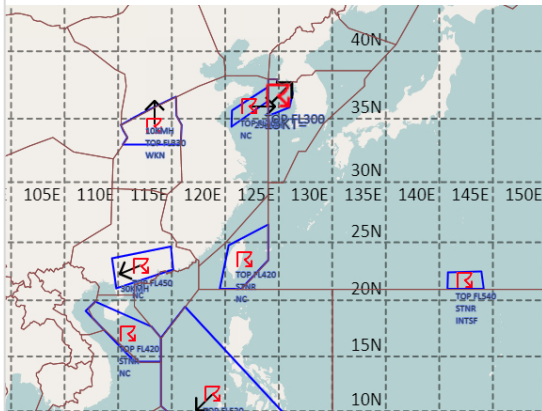 40N
35N
TOP FL300
NC
10KMH
TOP FL320
WKN
30N
105E 110E 115E 120E 125E 130E 135E 140E 145E 150E
25N
TOP FL420
STNR
NC
TOP FL450
30KMH
NC
20N
TOP FL540
STNR
INTSF
TOP FL420
STNR
NC
15N
10N